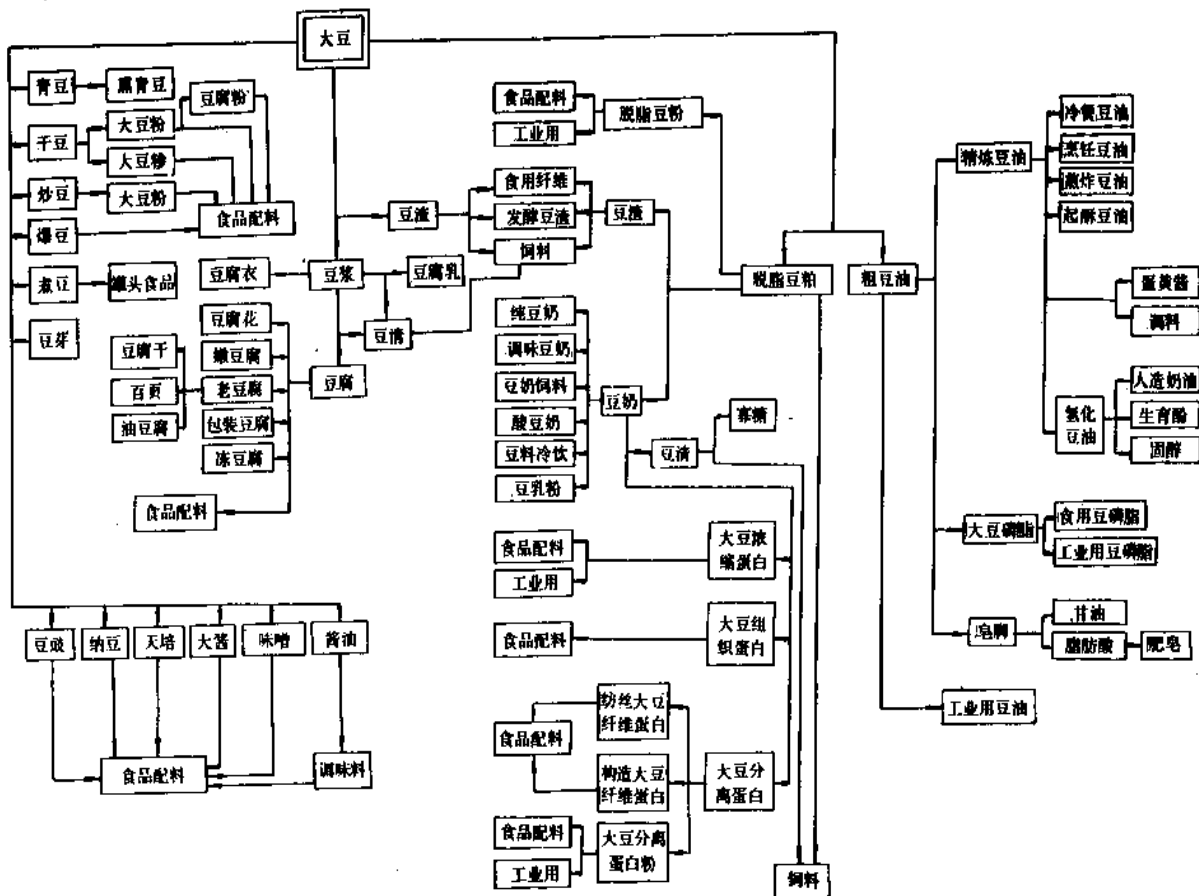 大豆
青豆
熏青豆
豆腐粉
干豆
大豆粉
大豆糁
炒豆
大豆粉
食品配料
爆豆
煮豆
罐头食品
豆芽
豆渣
豆腐衣
豆浆
豆腐乳
豆清
豆腐
豆腐花
嫩豆腐
老豆腐
包装豆腐
冻豆腐
豆腐干
百页
油豆腐
食品配料
食品配料
工业用
脱脂豆粉
食用纤维
发酵豆渣
饲料
豆渣
脱脂豆粕
粗豆油
纯豆奶
调味豆奶
豆奶饲料
酸豆奶
豆料冷饮
豆乳粉
豆奶
豆清
寡糖
食品配料
工业用
大豆浓
缩蛋白
食品配料
大豆组
织蛋白
纺丝大豆
纤维蛋白
食品配料
构造大豆
纤维蛋白
大豆分
离蛋白
食品配料
工业用
大豆分离
蛋白粉
饲料
精炼豆油
冷餐豆油
烹饪豆油
煎炸豆油
起酥豆油
蛋黄酱
调料
氢化
豆油
人造奶油
生育酚
固醇
大豆磷脂
食用豆磷脂
工业用豆磷脂
皂脚
甘油
脂肪酸
肥皂
工业用豆油
豆豉
纳豆
天培
大酱
味噌
酱油
食品配料
调味料